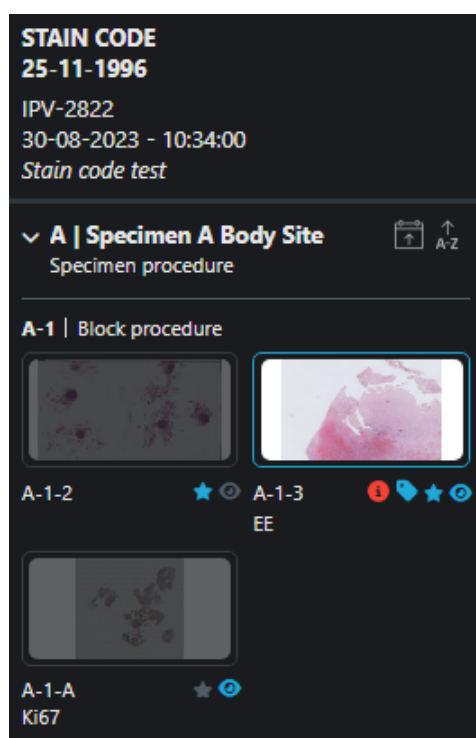 STAIN CODE
25-11-1996
IPV-2822
30-08-2023 - 10:34:00
Stain code test
A | Specimen A Body Site
A-Z
Specimen procedure
A-1 | Block procedure
A-1-2
A-1-3
EE
A-1-A
Ki67